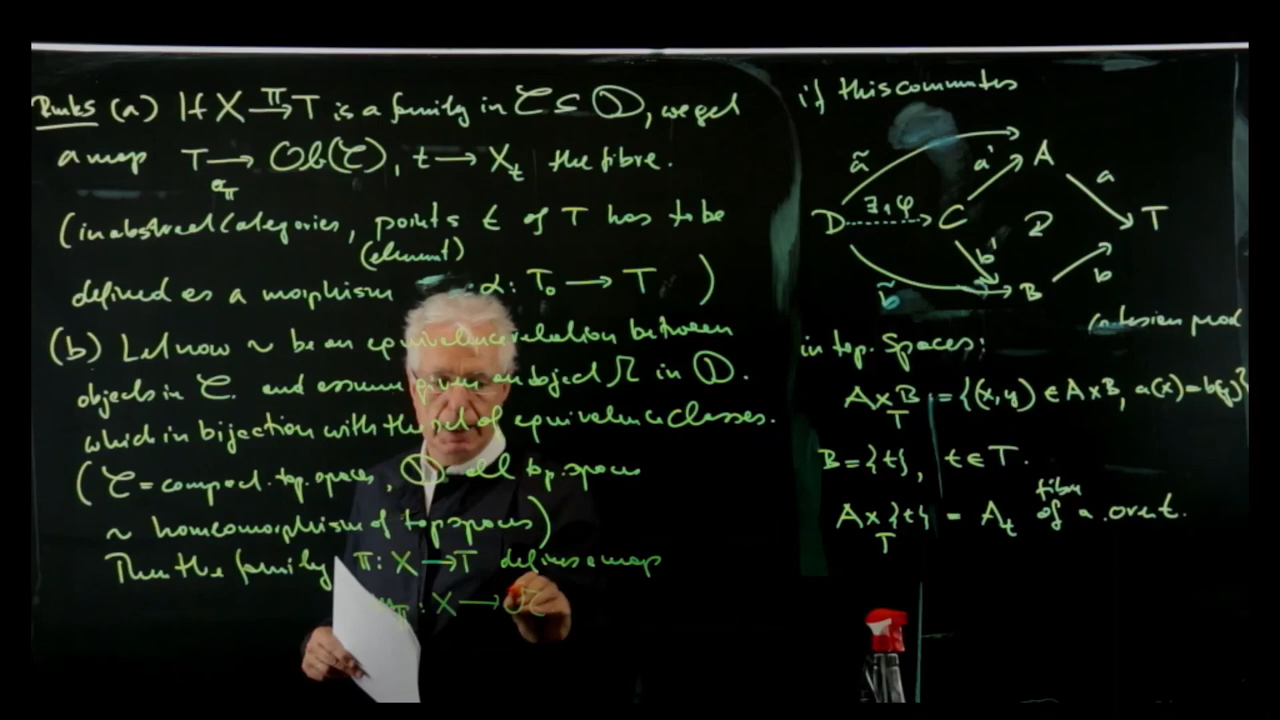 Rmks (a) If X →π T is a family in 𝒞 ⊆ 𝒟, we get
a map T → Ob(𝒞), t → X_t the fibre.
α_π
(in abstract categories, points t of T has to be
(element)
defined as a morphism α: T₀ → T )
(b) Let now ~ be an equivalence relation between
objects in 𝒞. and assume given an object Ω in 𝒟.
which in bijection with the set of equivalence classes.
(𝒞 = compact. top. spaces, 𝒟 all top. spaces
~ homeomorphism of top spaces)
Then the family π: X → T defines a map
π : X →
if this commutes
ã a' A a
D ∃₁ φ C T
b̃ b' B b
cartesian prod
in top. Spaces:
A ×_T B := {(x,y) ∈ A×B, a(x) = b(y)}
B = {t}, t ∈ T.
fibre
A ×_T {t} = A_t of a . over t.